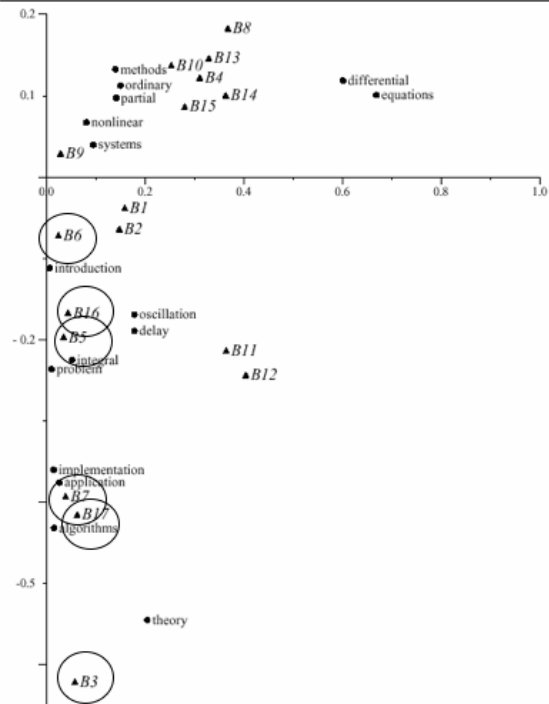 0.2
B8
B13
methods
B10
B4
differential
ordinary
partial
B14
equations
0.1
B15
nonlinear
systems
B9
0.0 0.2 0.4 0.6 0.8 1.0
B1
B2
B6
introduction
B16
oscillation
delay
B5
- 0.2
B11
integral
problem
B12
implementation
application
B7
B17
algorithms
-0.5
theory
B3